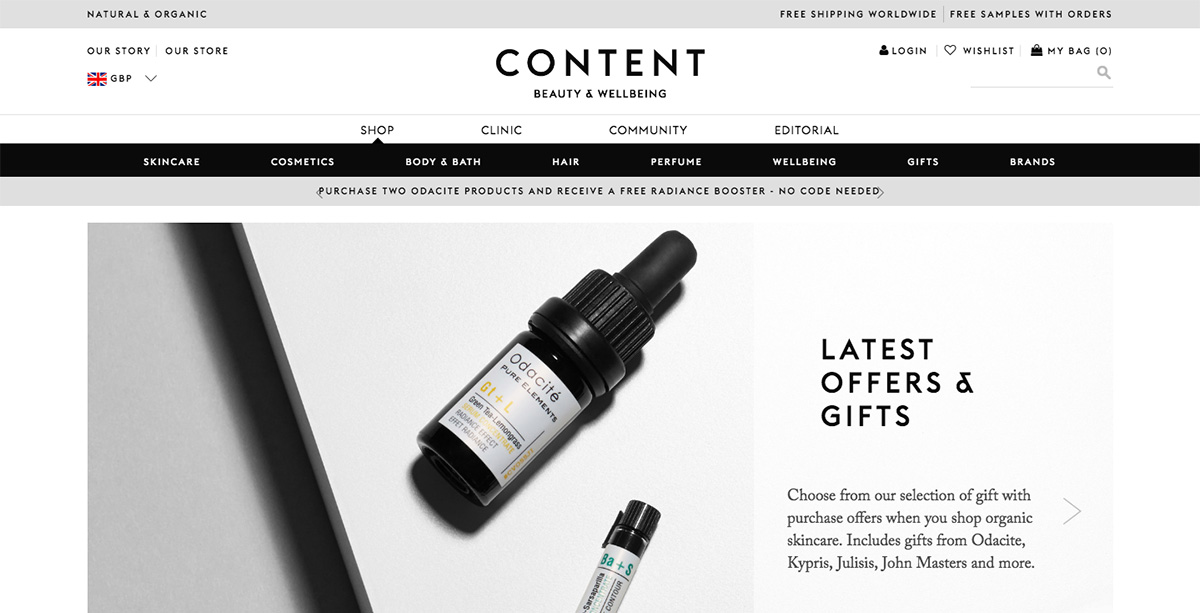 NATURAL & ORGANIC
FREE SHIPPING WORLDWIDE
FREE SAMPLES WITH ORDERS
OUR STORY
OUR STORE
CONTENT
BEAUTY & WELLBEING
LOGIN
WISHLIST
MY BAG (0)
GBP
SHOP
CLINIC
COMMUNITY
EDITORIAL
SKINCARE
COSMETICS
BODY & BATH
HAIR
PERFUME
WELLBEING
GIFTS
BRANDS
PURCHASE TWO ODACITE PRODUCTS AND RECEIVE A FREE RADIANCE BOOSTER - NO CODE NEEDED
Odacité
PURE ELEMENTS
Gt + L
Green Tea-Lemongrass
SERUM CONCENTRATE
RADIANCE EFFECT
EFFET RADIANCE
Ba + S
-Sarsaparilla
CONTOUR
LATEST
OFFERS &
GIFTS
Choose from our selection of gift with
purchase offers when you shop organic
skincare. Includes gifts from Odacite,
Kypris, Julisis, John Masters and more.